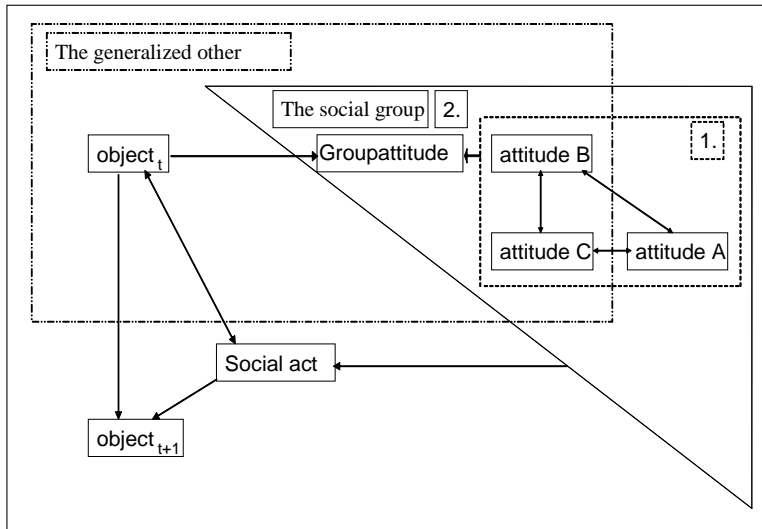 The generalized other
The social group 2.
1.
object t
Groupattitude
attitude B
attitude C
attitude A
Social act
object t+1